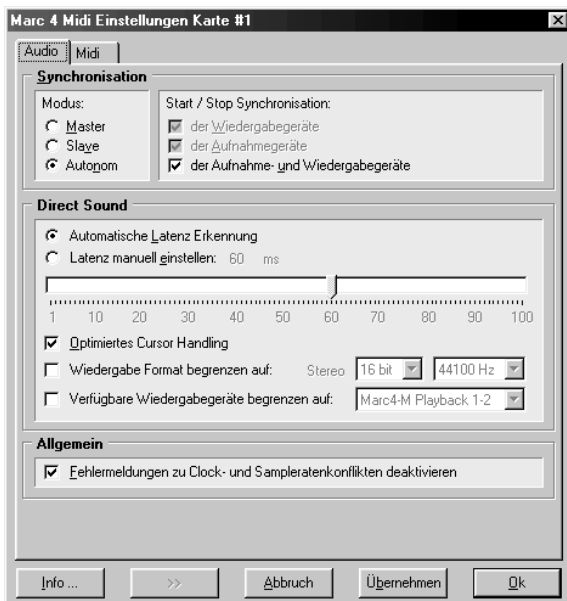 Marc 4 Midi Einstellungen Karte #1
Audio Midi
Synchronisation
Modus:
Master
Slave
Autonom
Start / Stop Synchronisation:
der Wiedergabegeräte
der Aufnahmegeräte
der Aufnahme- und Wiedergabegeräte
Direct Sound
Automatische Latenz Erkennung
Latenz manuell einstellen: 60 ms
1 10 20 30 40 50 60 70 80 90 100
Optimiertes Cursor Handling
Wiedergabe Format begrenzen auf: Stereo 16 bit 44100 Hz
Verfügbare Wiedergabegeräte begrenzen auf: Marc4-M Playback 1-2
Allgemein
Fehlermeldungen zu Clock- und Sampleratenkonflikten deaktivieren
Info ... >> Abbruch Übernehmen Ok